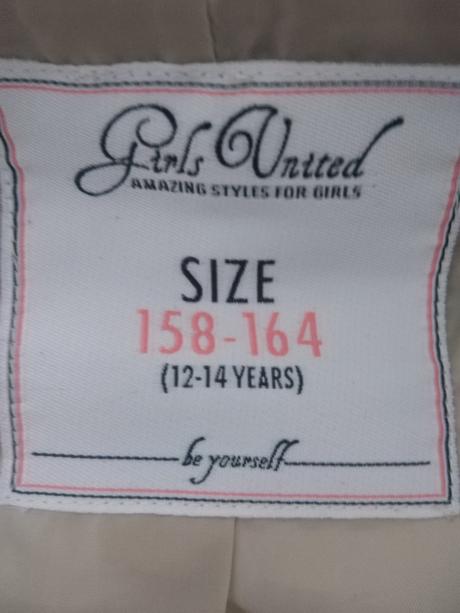 Girls United
AMAZING STYLES FOR GIRLS
SIZE
158-164
(12-14 YEARS)
be yourself